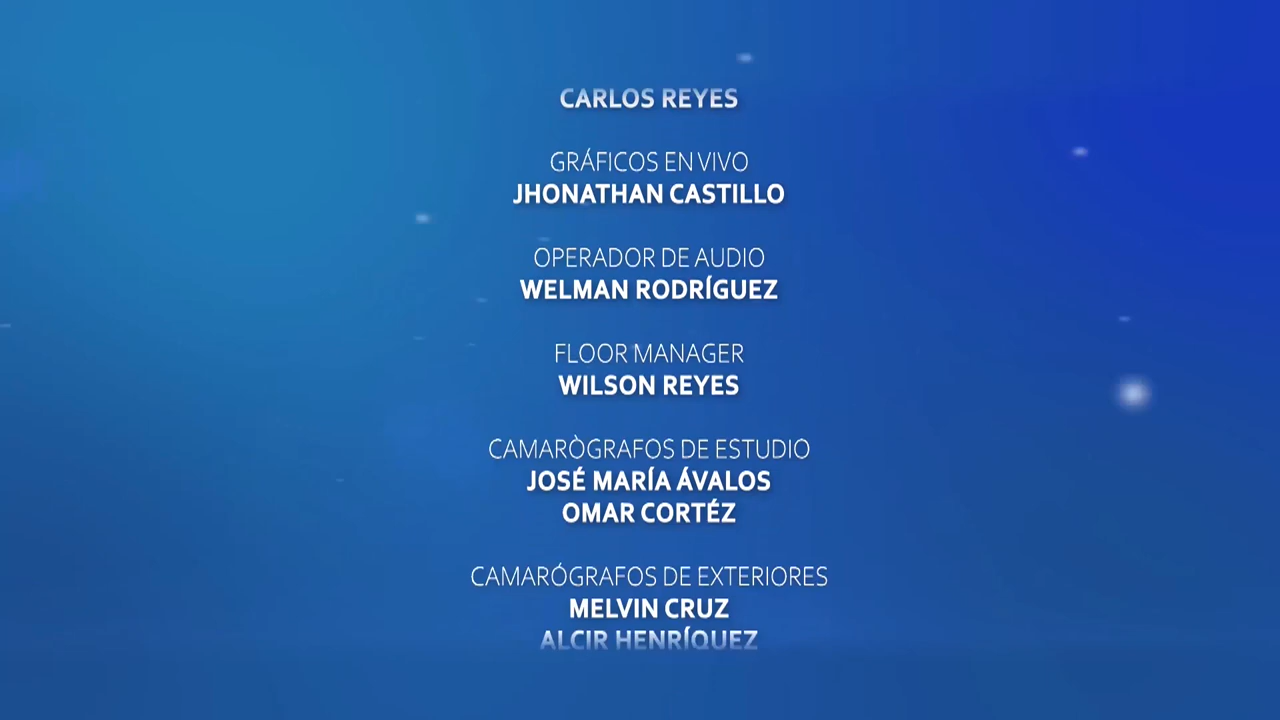 CARLOS REYES
GRÁFICOS EN VIVO
JHONATHAN CASTILLO
OPERADOR DE AUDIO
WELMAN RODRÍGUEZ
FLOOR MANAGER
WILSON REYES
CAMARÒGRAFOS DE ESTUDIO
JOSÉ MARÍA ÁVALOS
OMAR CORTÉZ
CAMARÓGRAFOS DE EXTERIORES
MELVIN CRUZ
ALCIR HENRÍQUEZ